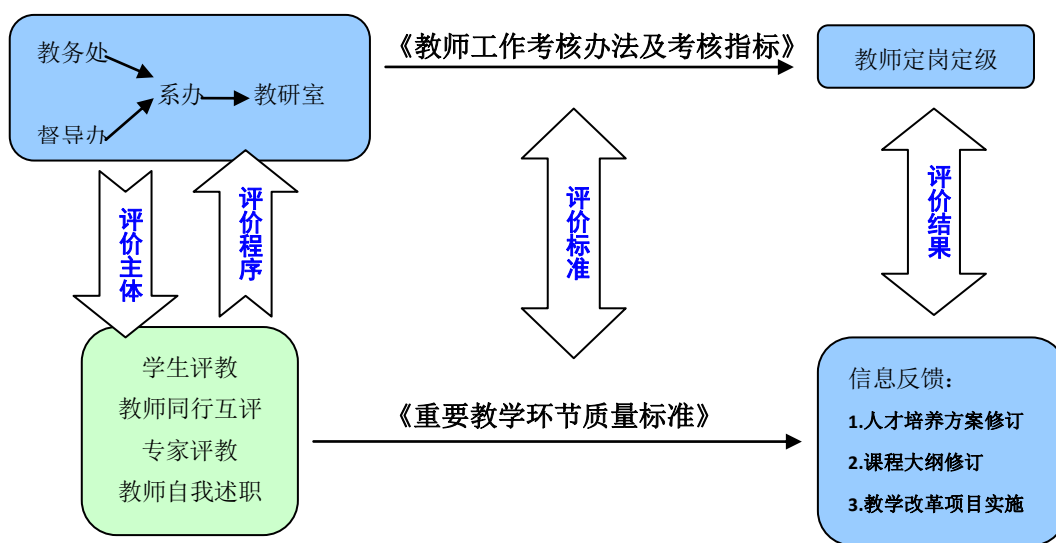 教务处
系办
教研室
督导办
《教师工作考核办法及考核指标》
教师定岗定级
评价主体
评价程序
评价标准
评价结果
学生评教
教师同行互评
专家评教
教师自我述职
《重要教学环节质量标准》
信息反馈：
1.人才培养方案修订
2.课程大纲修订
3.教学改革项目实施